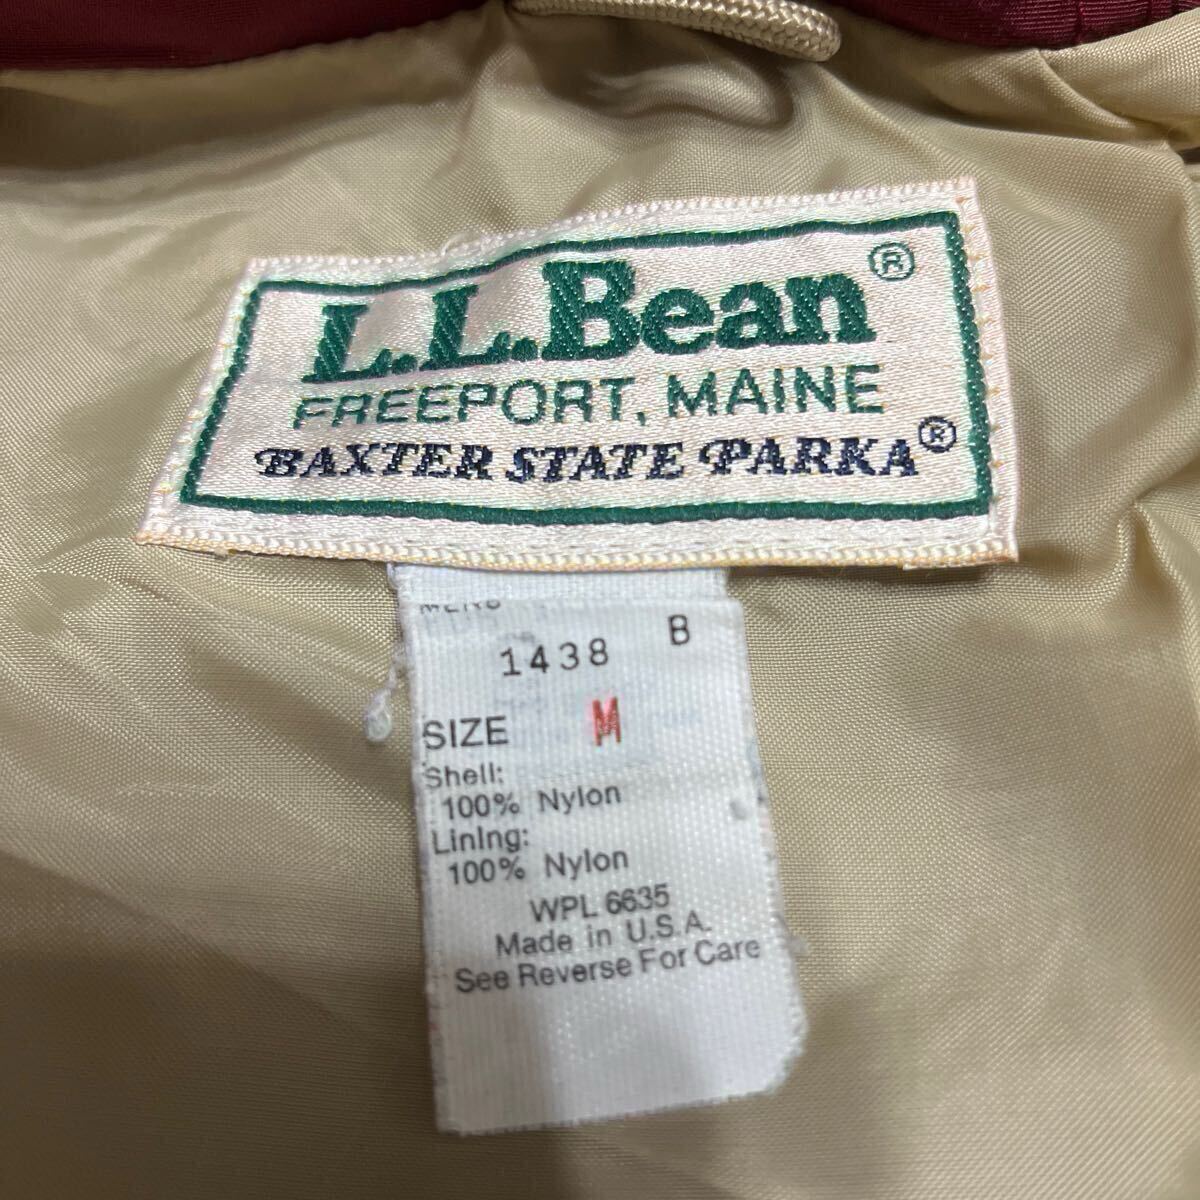 L.L.Bean®
FREEPORT, MAINE
BAXTER STATE PARKA®
MENS
1438 B
SIZE M
Shell:
100% Nylon
Lining:
100% Nylon
WPL 6635
Made in U.S.A.
See Reverse For Care